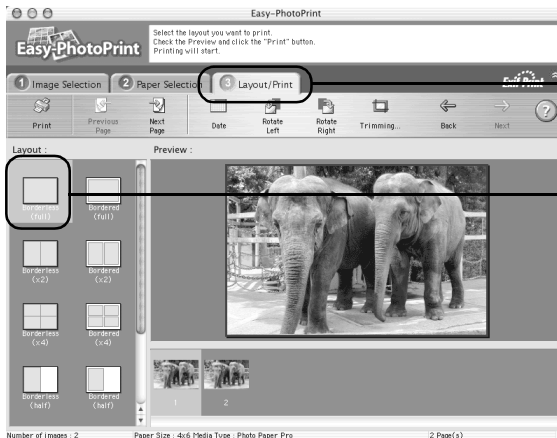 Easy-PhotoPrint
Easy-PhotoPrint
Select the layout you want to print.
Check the Preview and click the "Print" button.
Printing will start.
1 Image Selection
2 Paper Selection
3 Layout/Print
Exif Print
Print
Previous Page
Next Page
Date
Rotate Left
Rotate Right
Trimming...
Back
Next
?
Layout :
Preview :
Borderless (full)
Bordered (full)
Borderless (x2)
Bordered (x2)
Borderless (x4)
Bordered (x4)
Borderless (half)
Bordered (half)
1
2
Number of images : 2
Paper Size : 4x6 Media Type : Photo Paper Pro
2 Page(s)